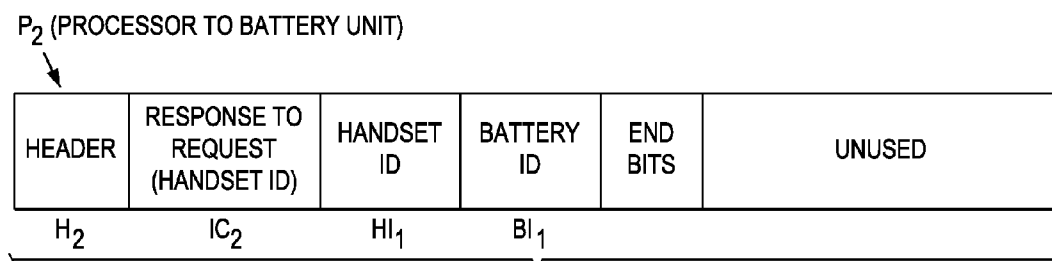 P2 (PROCESSOR TO BATTERY UNIT)
HEADER
RESPONSE TO
REQUEST
(HANDSET ID)
HANDSET
ID
BATTERY
ID
END
BITS
UNUSED
H2
IC2
HI1
BI1